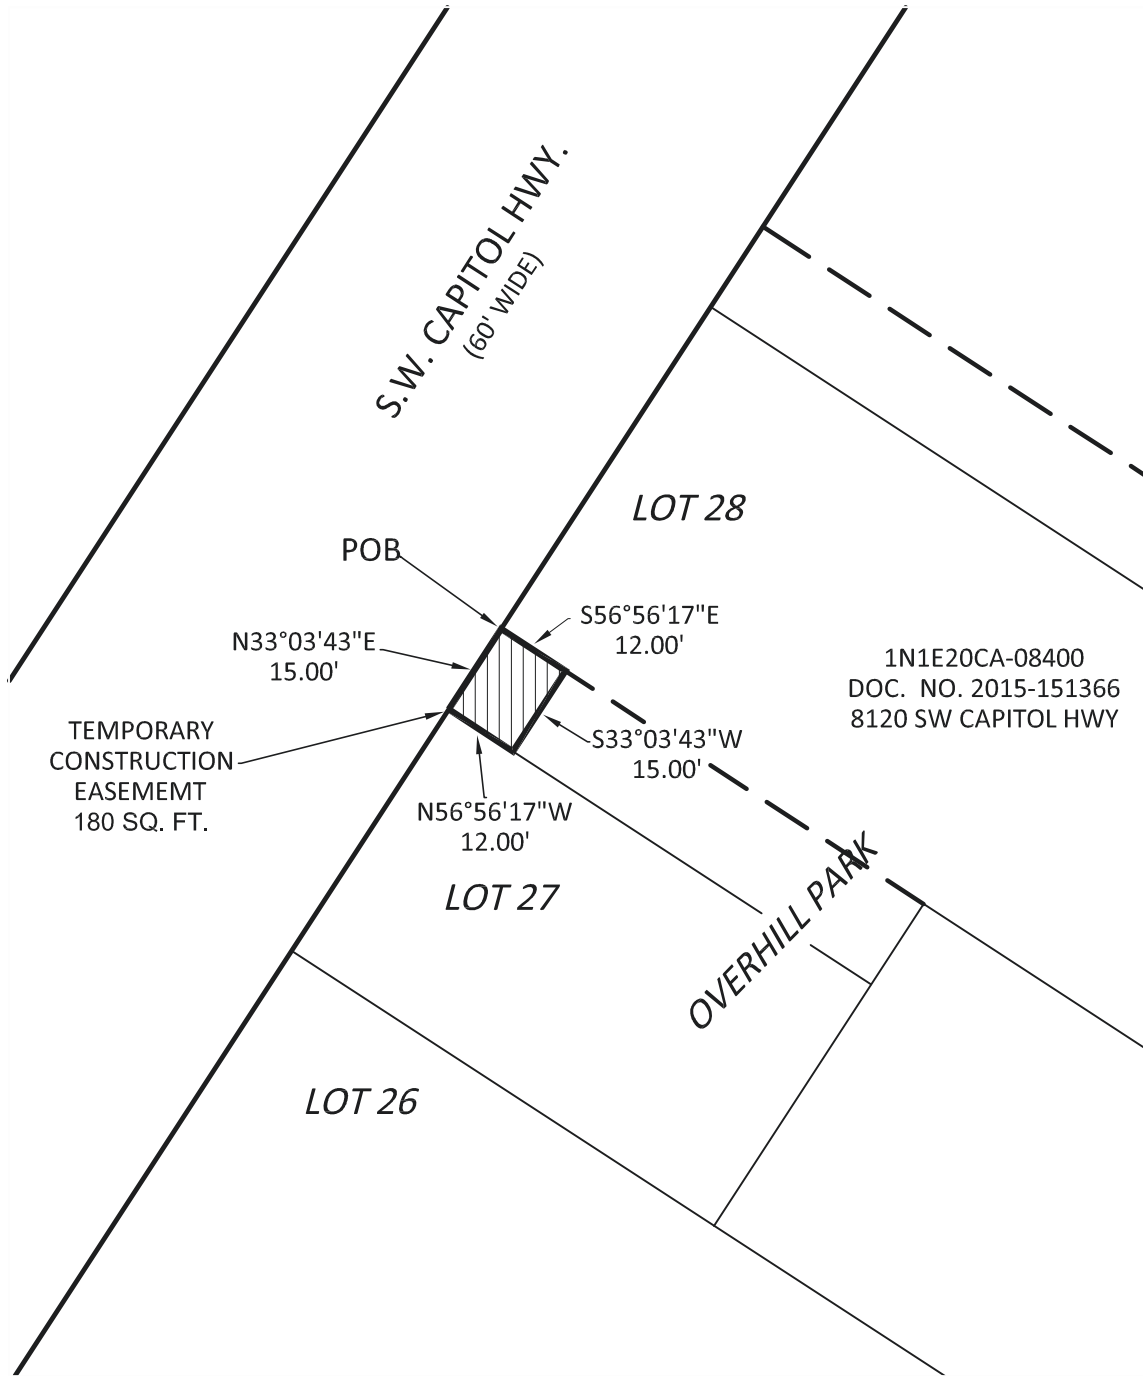 S.W. CAPITOL HWY.
(60' WIDE)
LOT 28
POB
S56°56'17"E
12.00'
N33°03'43"E
15.00'
1N1E20CA-08400
DOC. NO. 2015-151366
8120 SW CAPITOL HWY
TEMPORARY
CONSTRUCTION
EASEMEMT
180 SQ. FT.
S33°03'43"W
15.00'
N56°56'17"W
12.00'
LOT 27
OVERHILL PARK
LOT 26